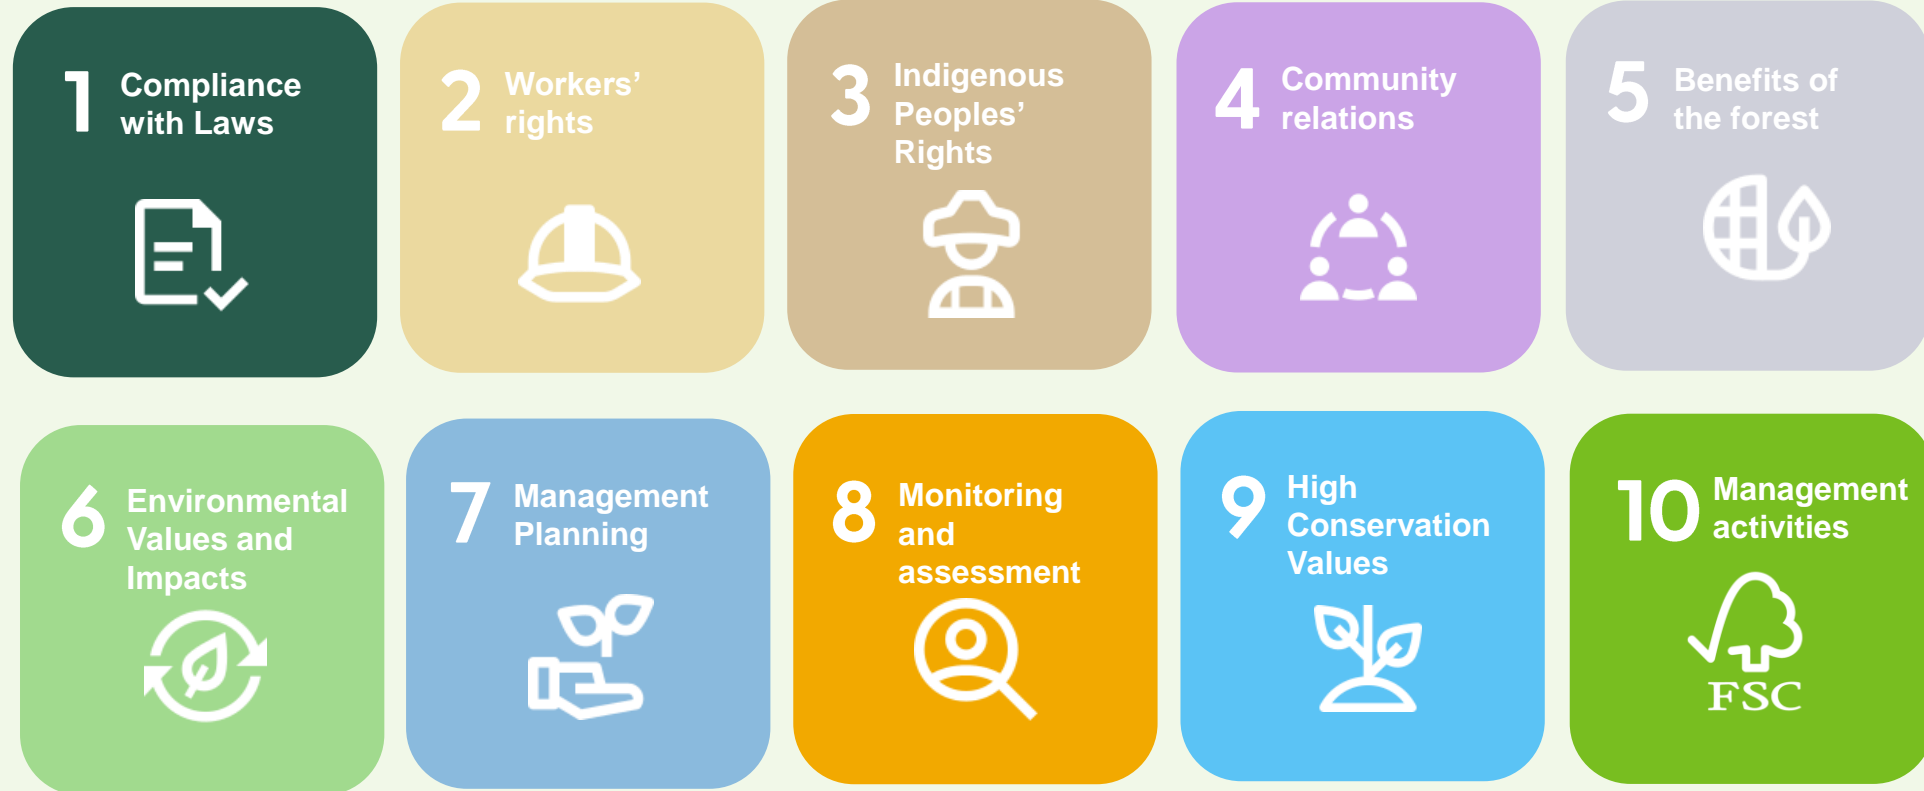 1 Compliance
with Laws
2 Workers’
rights
3 Indigenous
Peoples’
Rights
4 Community
relations
5 Benefits of
the forest
6 Environmental
Values and
Impacts
7 Management
Planning
8 Monitoring
and
assessment
9 High
Conservation
Values
10 Management
activities
FSC